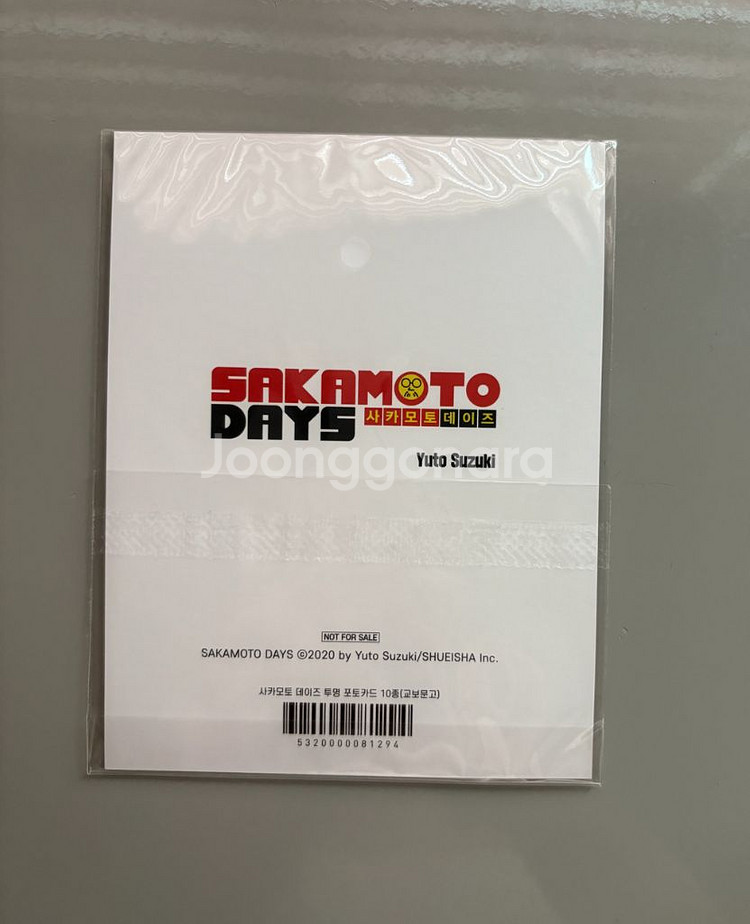 SAKAMOTO
DAYS 사카모토데이즈
Yuto Suzuki
Joonggonara
NOT FOR SALE
SAKAMOTO DAYS ©2020 by Yuto Suzuki/SHUEISHA Inc.
사카모토 데이즈 투명 포토카드 10종(교보문고)
5320000081294